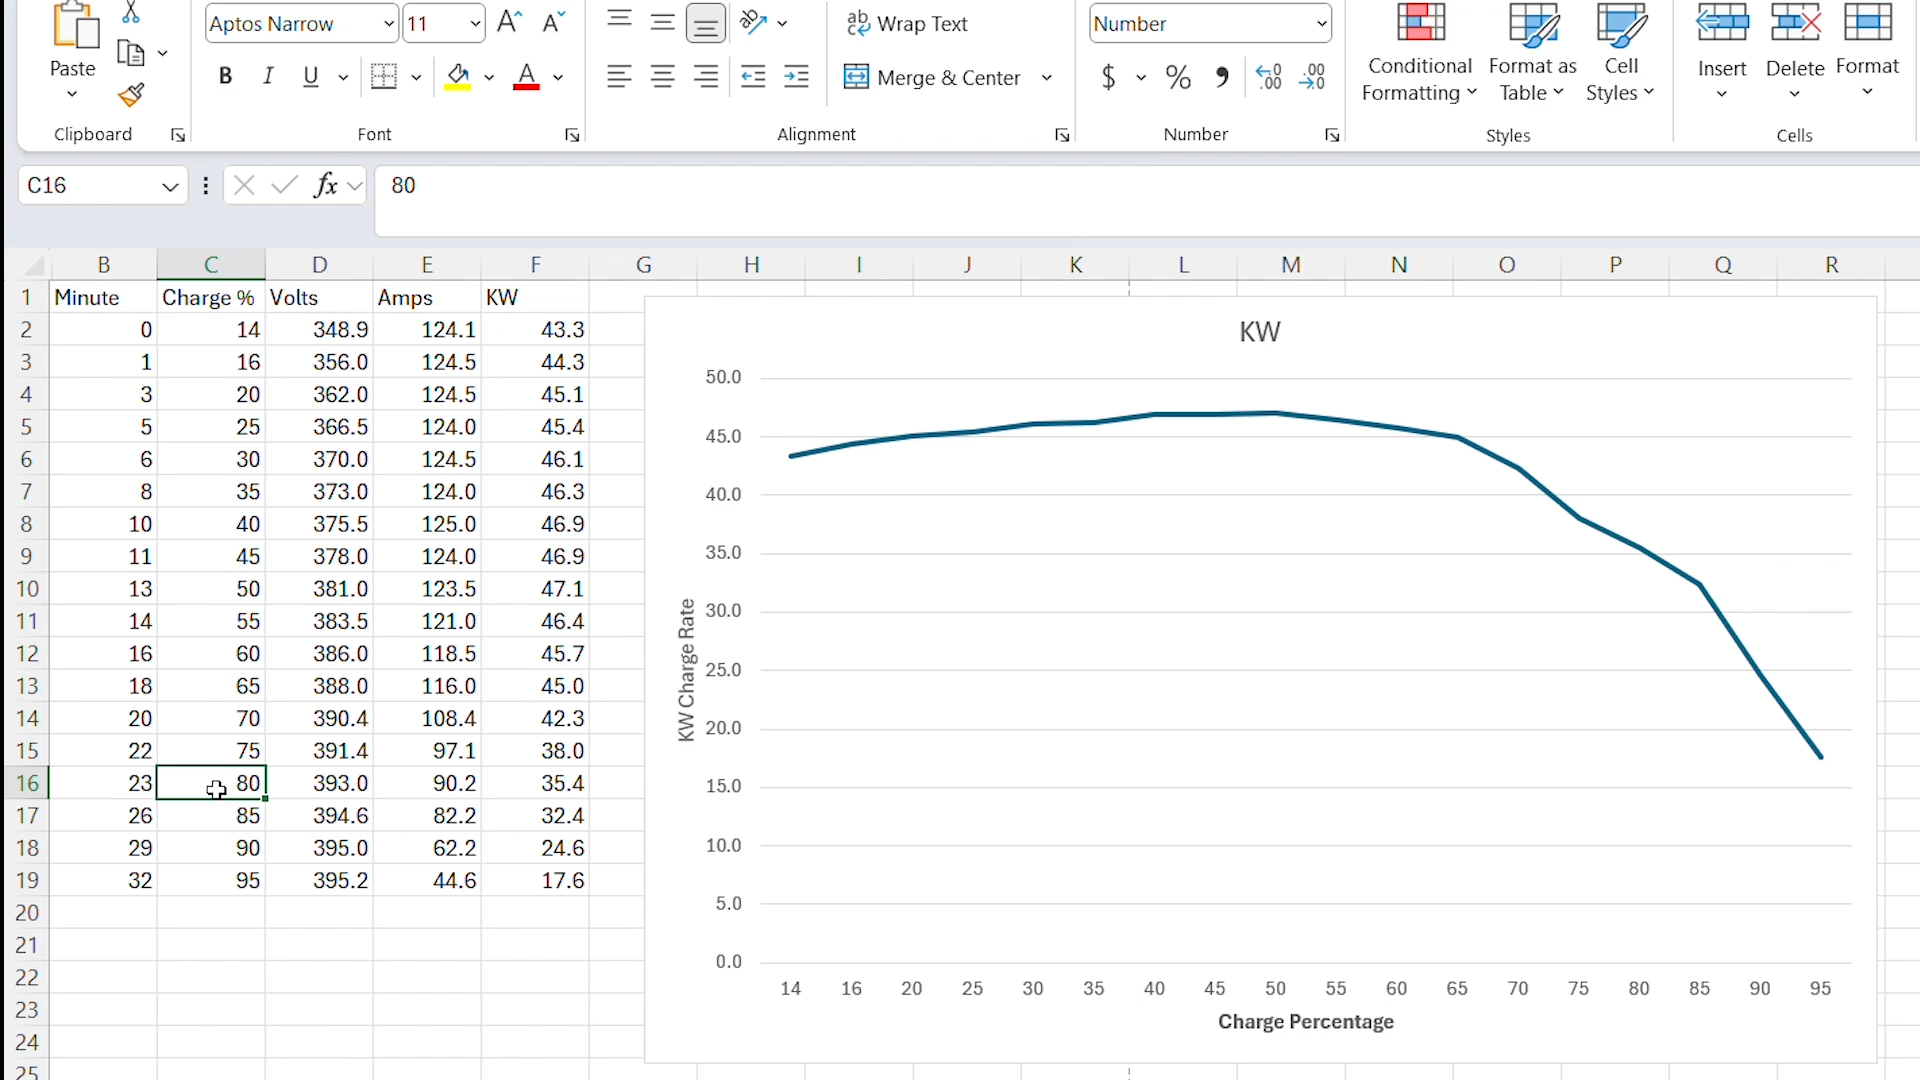 Paste
Clipboard
Aptos Narrow 11 A A
B I U A
Font
ab Wrap Text
Merge & Center
Alignment
Number
$ % , .00 .00
Number
Conditional Formatting
Format as Table
Cell Styles
Styles
Insert
Delete
Format
Cells
C16 fx 80
B C D E F G H I J K L M N O P Q R
1 Minute Charge % Volts Amps KW
2 0 14 348.9 124.1 43.3
3 1 16 356.0 124.5 44.3
4 3 20 362.0 124.5 45.1
5 5 25 366.5 124.0 45.4
6 6 30 370.0 124.5 46.1
7 8 35 373.0 124.0 46.3
8 10 40 375.5 125.0 46.9
9 11 45 378.0 124.0 46.9
10 13 50 381.0 123.5 47.1
11 14 55 383.5 121.0 46.4
12 16 60 386.0 118.5 45.7
13 18 65 388.0 116.0 45.0
14 20 70 390.4 108.4 42.3
15 22 75 391.4 97.1 38.0
16 23 80 393.0 90.2 35.4
17 26 85 394.6 82.2 32.4
18 29 90 395.0 62.2 24.6
19 32 95 395.2 44.6 17.6
20
21
22
23
24
25
KW
50.0
45.0
40.0
35.0
30.0
25.0
20.0
15.0
10.0
5.0
0.0
KW Charge Rate
14 16 20 25 30 35 40 45 50 55 60 65 70 75 80 85 90 95
Charge Percentage